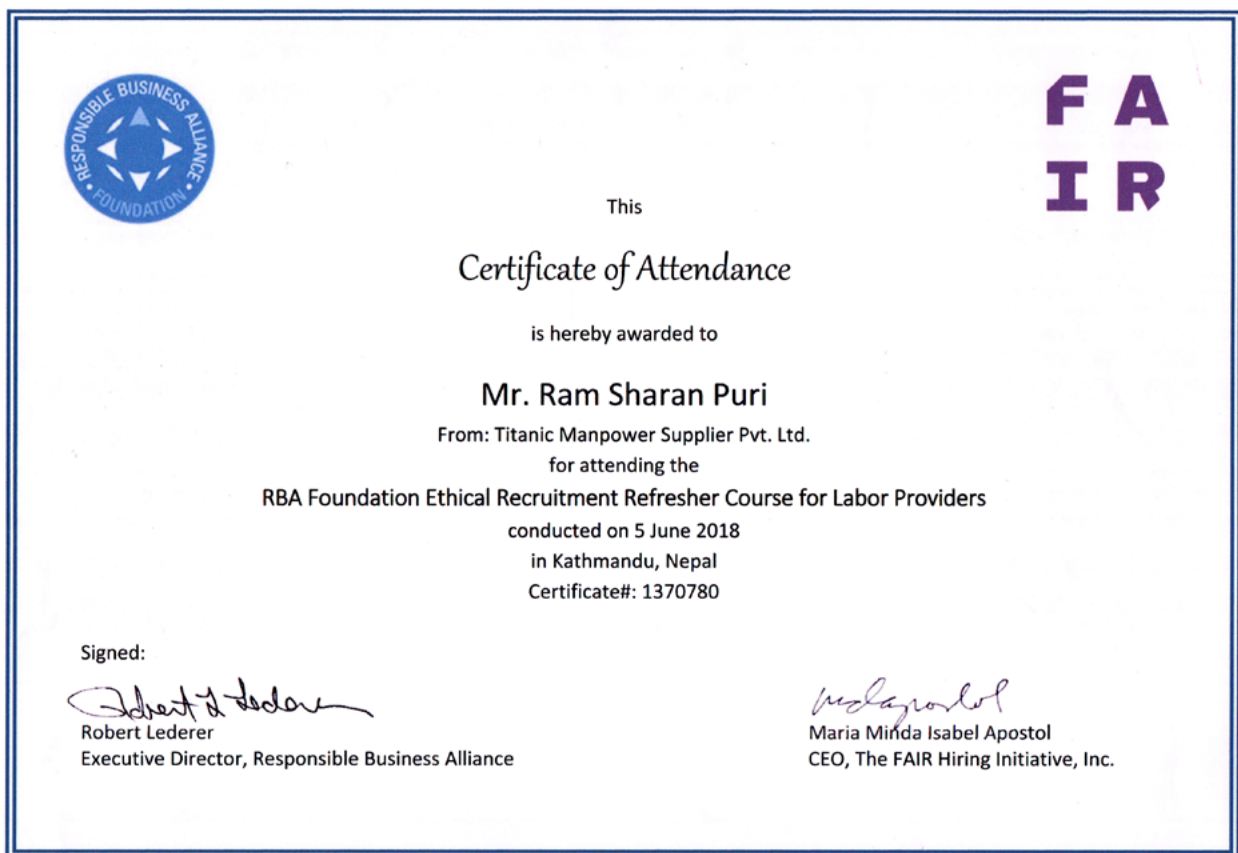 RESPONSIBLE BUSINESS ALLIANCE
FOUNDATION
F A
I R
This
Certificate of Attendance
is hereby awarded to
Mr. Ram Sharan Puri
From: Titanic Manpower Supplier Pvt. Ltd.
for attending the
RBA Foundation Ethical Recruitment Refresher Course for Labor Providers
conducted on 5 June 2018
in Kathmandu, Nepal
Certificate#: 1370780
Signed:
Robert L Lederer
Robert Lederer
Executive Director, Responsible Business Alliance
mdapostol
Maria Minda Isabel Apostol
CEO, The FAIR Hiring Initiative, Inc.